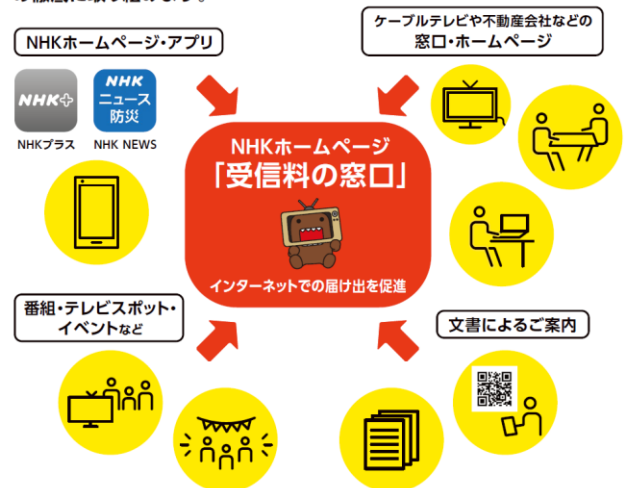 NHKホームページ・アプリ
ケーブルテレビや不動産会社などの
窓口・ホームページ
NHK+
NHK
ニュース
防災
NHKプラス
NHK NEWS
NHKホームページ
「受信料の窓口」
インターネットでの届け出を促進
番組・テレビスポット・
イベントなど
文書によるご案内